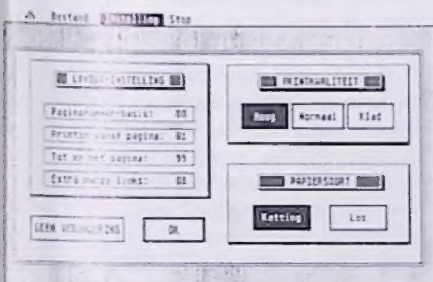 Bestand Instelling Stop
LAYOUT-INSTELLING
Paginanummer-basis: 00
Printen vanaf pagina: 01
Tot en met pagina: 99
Extra marge links: 00
GEEN VERANDERING OK
PRINTKWALITEIT
Hoog Normaal Klad
PAPIERSOORT
Ketting Los